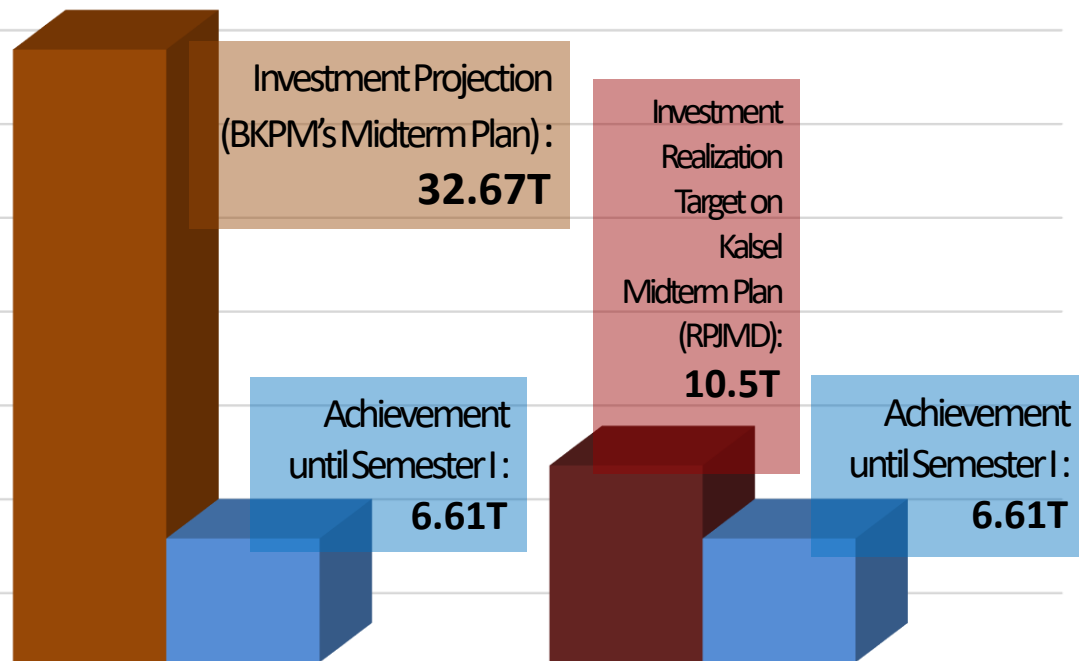 Investment Projection
(BKPM's Midterm Plan) :
32.67T
Achievement
until Semester I :
6.61T
Investment
Realization
Target on
Kalsel
Midterm Plan
(RPJMD):
10.5T
Achievement
until Semester I :
6.61T